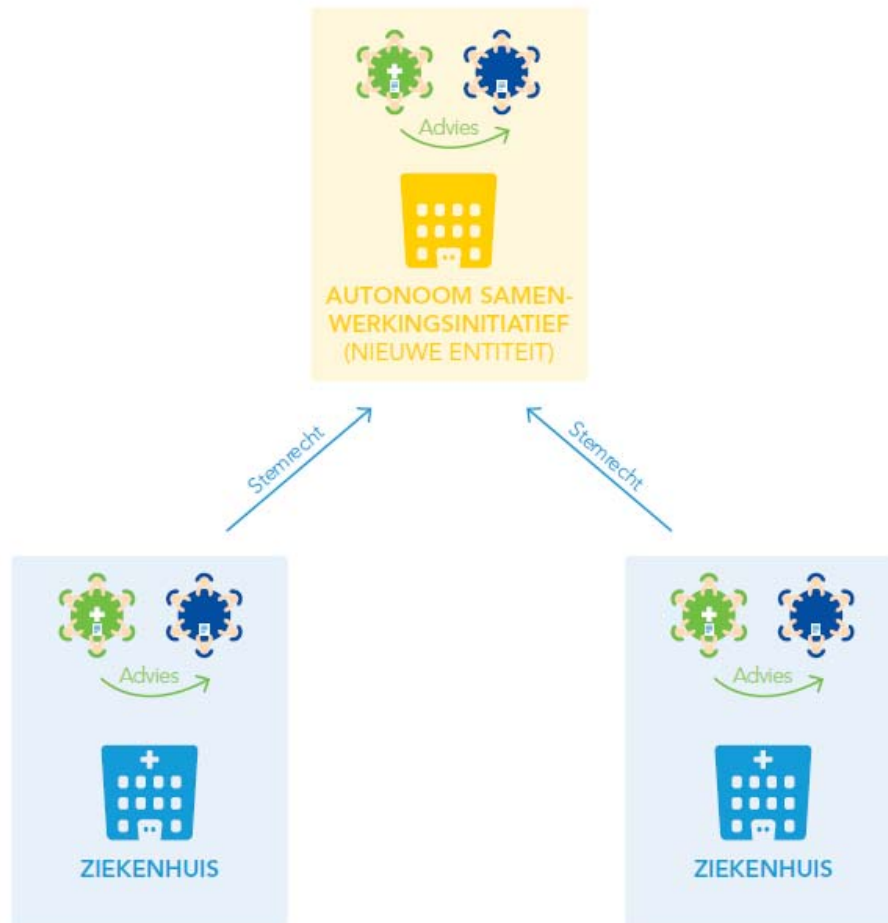 Advies
AUTONOOM SAMEN-
WERKINGSINITIATIEF
(NIEUWE ENTITEIT)
Stemrecht
Stemrecht
Advies
ZIEKENHUIS
Advies
ZIEKENHUIS